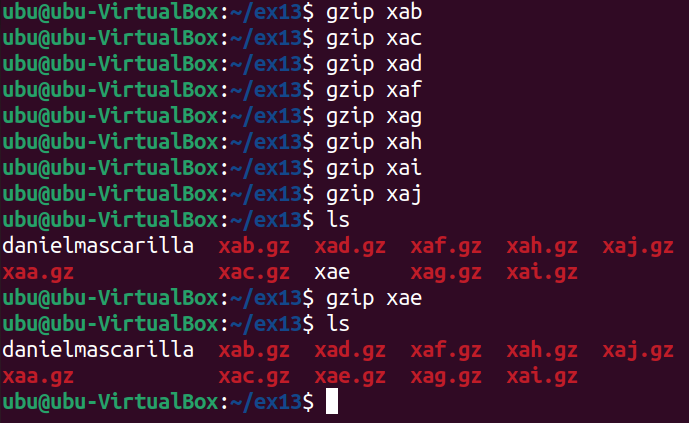 ubu@ubu-VirtualBox:~/ex13$ gzip xab
ubu@ubu-VirtualBox:~/ex13$ gzip xac
ubu@ubu-VirtualBox:~/ex13$ gzip xad
ubu@ubu-VirtualBox:~/ex13$ gzip xaf
ubu@ubu-VirtualBox:~/ex13$ gzip xag
ubu@ubu-VirtualBox:~/ex13$ gzip xah
ubu@ubu-VirtualBox:~/ex13$ gzip xai
ubu@ubu-VirtualBox:~/ex13$ gzip xaj
ubu@ubu-VirtualBox:~/ex13$ ls
danielmascarilla  xab.gz  xad.gz  xaf.gz  xah.gz  xaj.gz
xaa.gz            xac.gz  xae     xag.gz  xai.gz
ubu@ubu-VirtualBox:~/ex13$ gzip xae
ubu@ubu-VirtualBox:~/ex13$ ls
danielmascarilla  xab.gz  xad.gz  xaf.gz  xah.gz  xaj.gz
xaa.gz            xac.gz  xae.gz  xag.gz  xai.gz
ubu@ubu-VirtualBox:~/ex13$